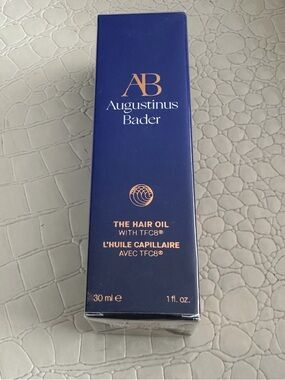 AB
Augustinus
Bader
THE HAIR OIL
WITH TFC8®
L'HUILE CAPILLAIRE
AVEC TFC8®
30 ml ℮ 1 fl. oz.